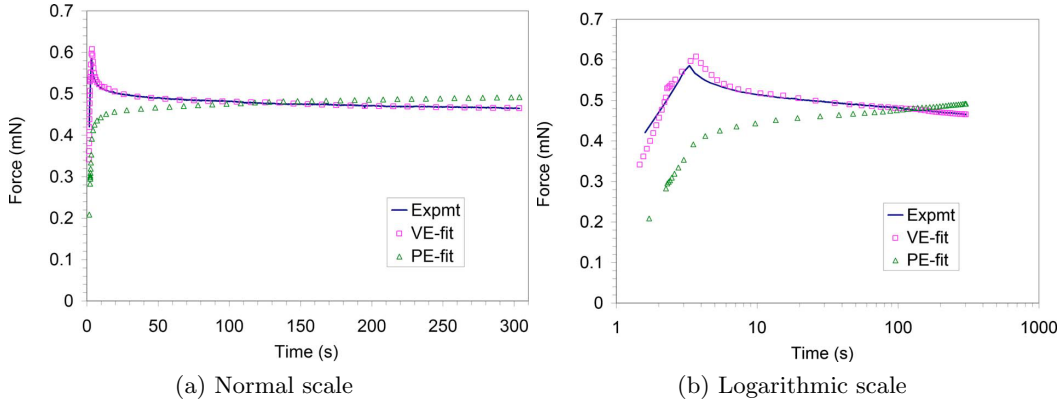 0.7
0.6
0.5
0.4
0.3
0.2
0.1
0
Force (mN)
0 50 100 150 200 250 300
Time (s)
Expmt
VE-fit
PE-fit
(a) Normal scale
0.7
0.6
0.5
0.4
0.3
0.2
0.1
0
Force (mN)
1 10 100 1000
Time (s)
Expmt
VE-fit
PE-fit
(b) Logarithmic scale